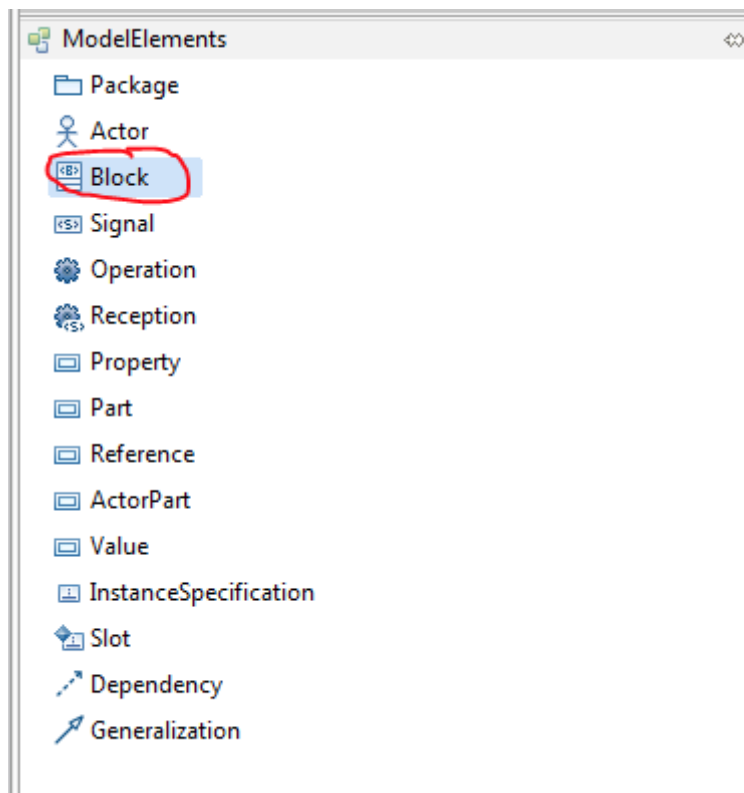 ModelElements
Package
Actor
<B> Block
<S> Signal
Operation
<S> Reception
Property
Part
Reference
ActorPart
Value
InstanceSpecification
Slot
Dependency
Generalization